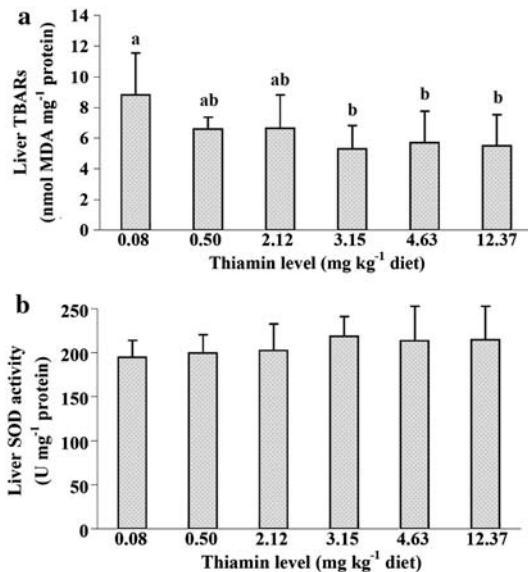 a
14
12
10
8
6
4
2
0
Liver TBARs
(nmol MDA mg⁻¹ protein)
a
ab
ab
b
b
b
0.08 0.50 2.12 3.15 4.63 12.37
Thiamin level (mg kg⁻¹ diet)
b
250
200
150
100
50
0
Liver SOD activity
(U mg⁻¹ protein)
0.08 0.50 2.12 3.15 4.63 12.37
Thiamin level (mg kg⁻¹ diet)